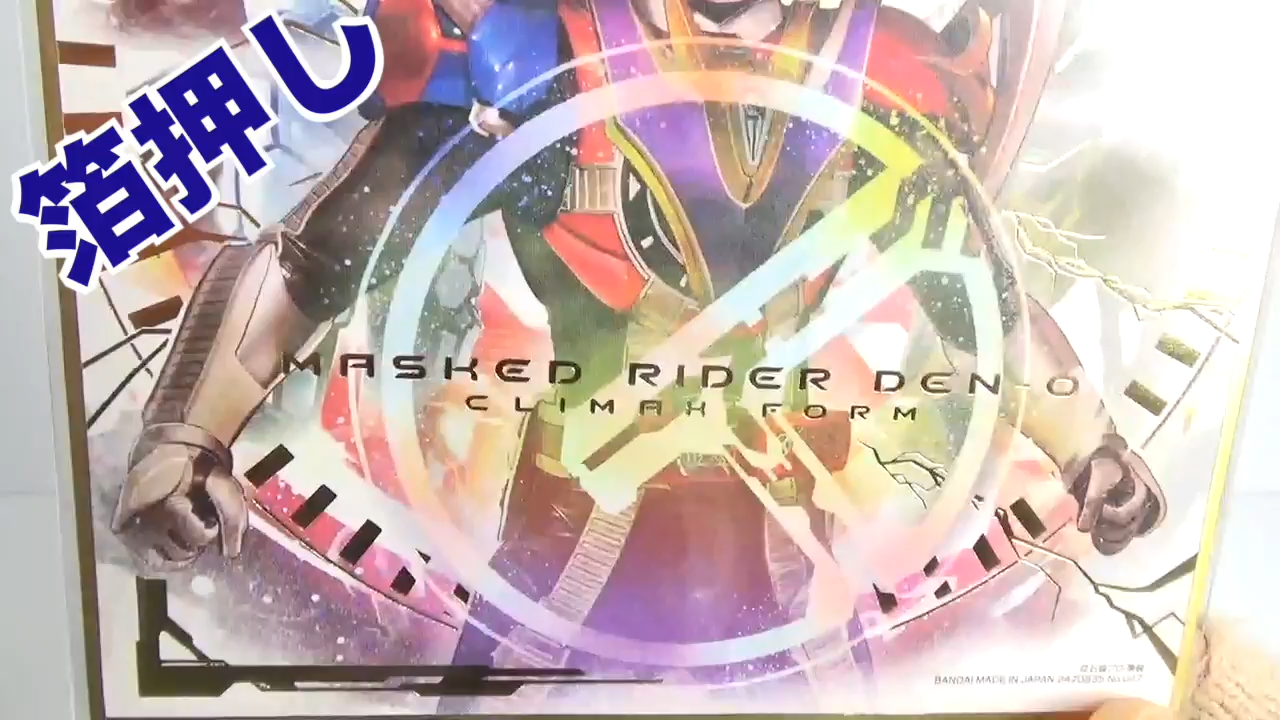 箔押し
MASKED RIDER DEN-O
CLIMAX FORM
BANDAI MADE IN JAPAN